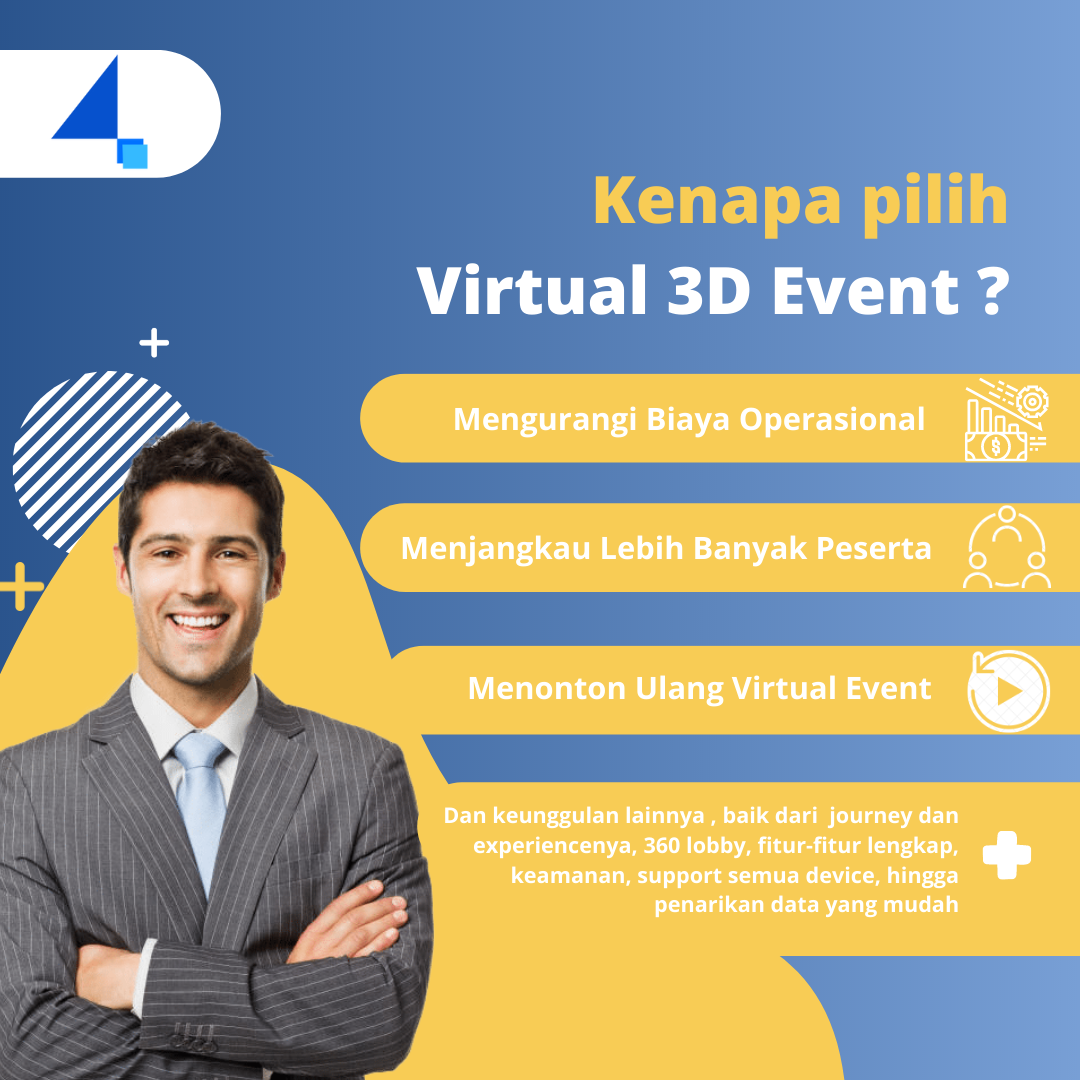 Kenapa pilih
Virtual 3D Event ?
Mengurangi Biaya Operasional
$
Menjangkau Lebih Banyak Peserta
Menonton Ulang Virtual Event
Dan keunggulan lainnya , baik dari  journey dan
experiencenya, 360 lobby, fitur-fitur lengkap,
keamanan, support semua device, hingga
penarikan data yang mudah